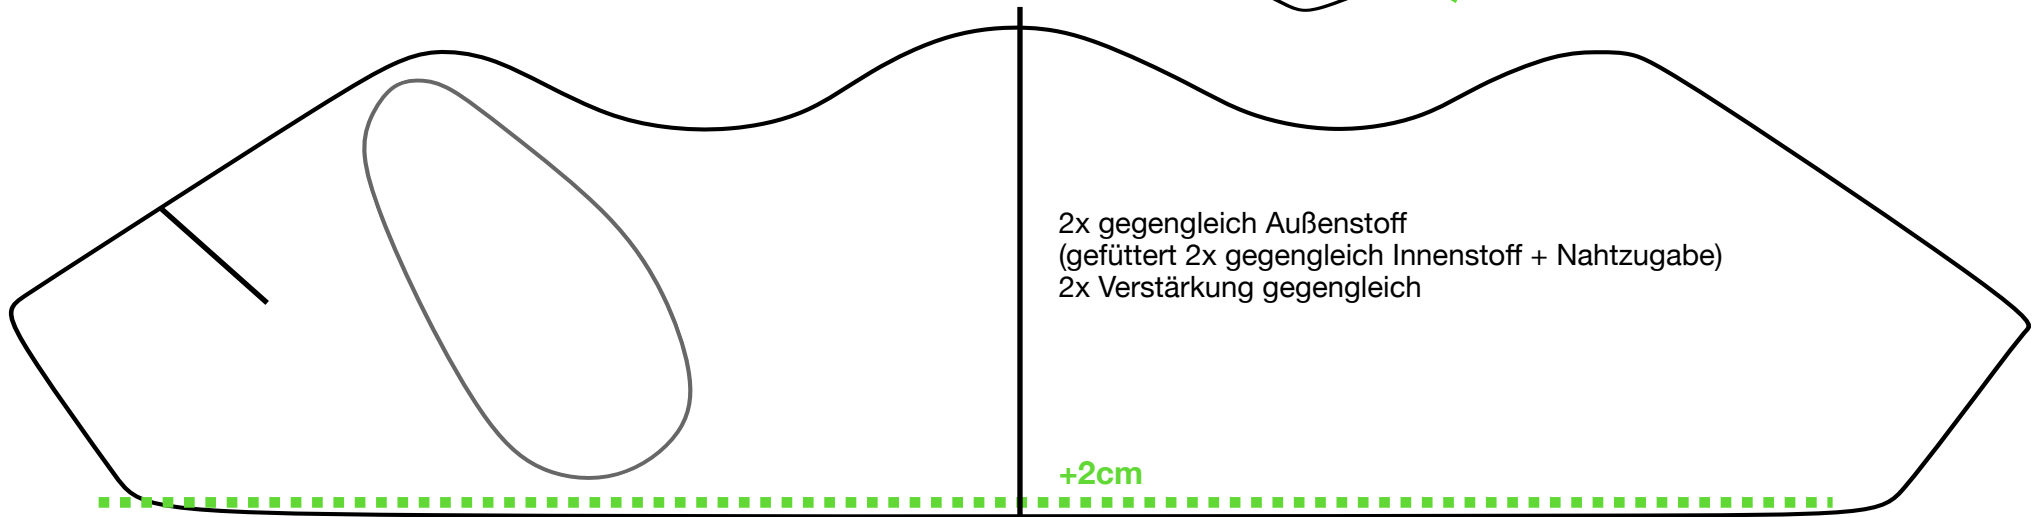 2x gegengleich Außenstoff
(gefüttert 2x gegengleich Innenstoff + Nahtzugabe)
2x Verstärkung gegengleich
+2cm